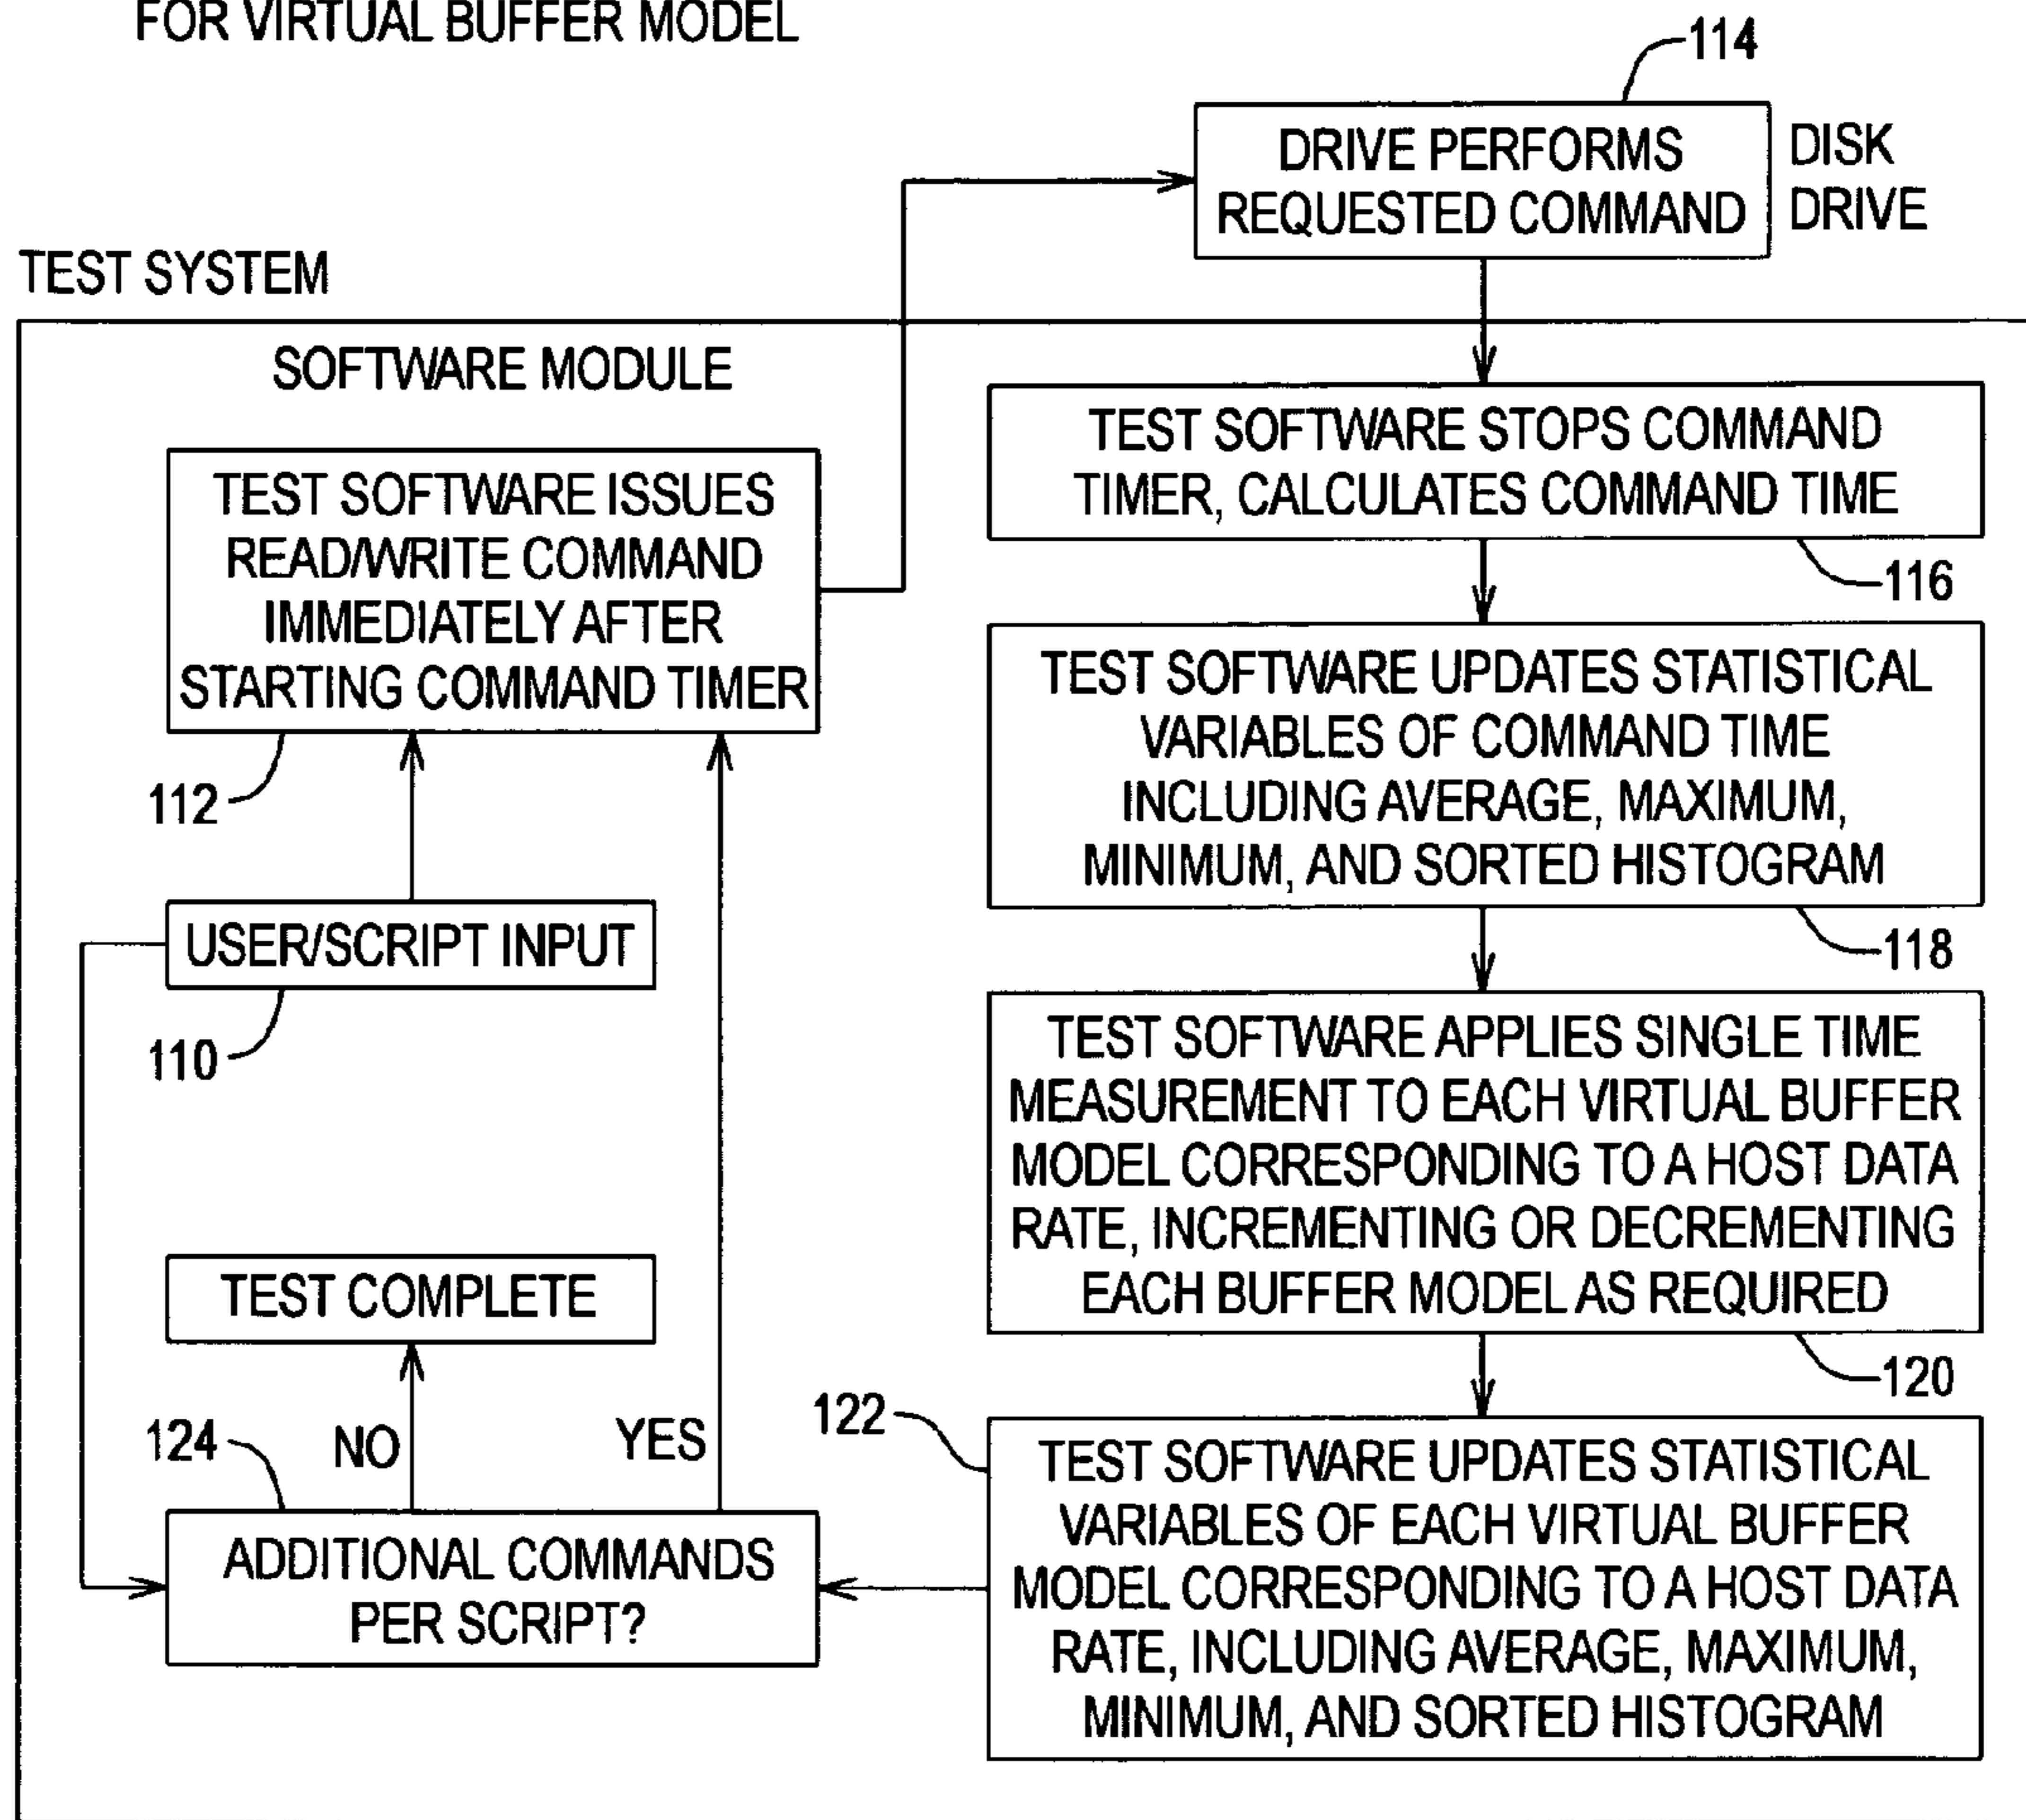 FOR VIRTUAL BUFFER MODEL
114
DRIVE PERFORMS
REQUESTED COMMAND
DISK
DRIVE
TEST SYSTEM
SOFTWARE MODULE
TEST SOFTWARE ISSUES
READ/WRITE COMMAND
IMMEDIATELY AFTER
STARTING COMMAND TIMER
112
USER/SCRIPT INPUT
110
TEST COMPLETE
124
NO
YES
ADDITIONAL COMMANDS
PER SCRIPT?
TEST SOFTWARE STOPS COMMAND
TIMER, CALCULATES COMMAND TIME
116
TEST SOFTWARE UPDATES STATISTICAL
VARIABLES OF COMMAND TIME
INCLUDING AVERAGE, MAXIMUM,
MINIMUM, AND SORTED HISTOGRAM
118
TEST SOFTWARE APPLIES SINGLE TIME
MEASUREMENT TO EACH VIRTUAL BUFFER
MODEL CORRESPONDING TO A HOST DATA
RATE, INCREMENTING OR DECREMENTING
EACH BUFFER MODEL AS REQUIRED
120
122
TEST SOFTWARE UPDATES STATISTICAL
VARIABLES OF EACH VIRTUAL BUFFER
MODEL CORRESPONDING TO A HOST DATA
RATE, INCLUDING AVERAGE, MAXIMUM,
MINIMUM, AND SORTED HISTOGRAM